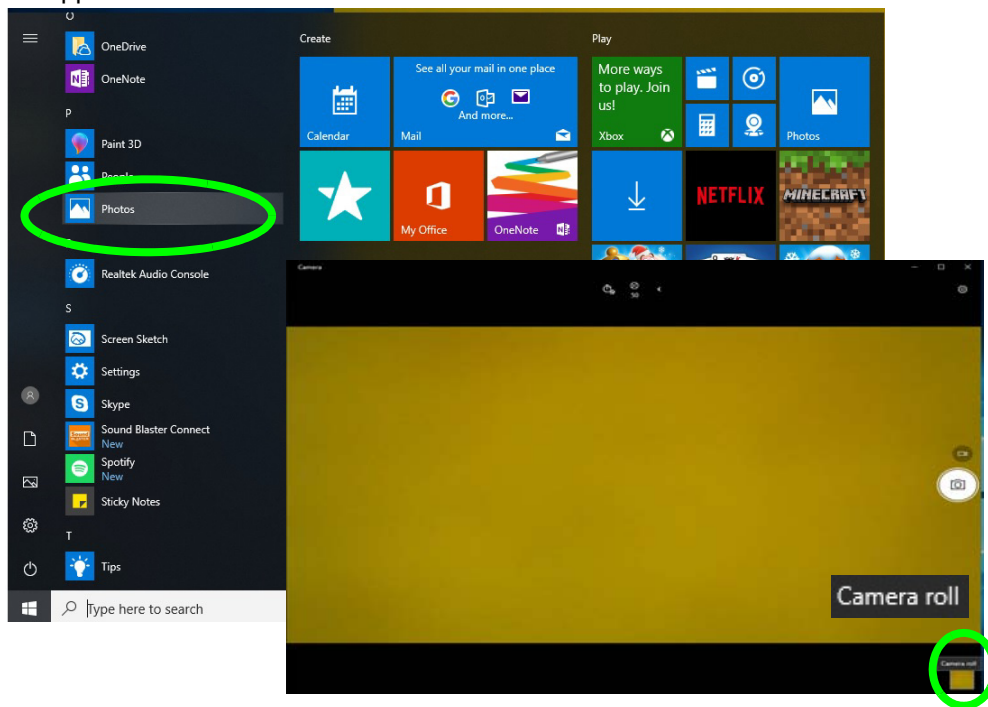 OneDrive
OneNote
P
Paint 3D
People
Photos
Realtek Audio Console
S
Screen Sketch
Settings
Skype
Sound Blaster Connect
New
Spotify
New
Sticky Notes
T
Tips
Type here to search
Create
Calendar
See all your mail in one place
And more...
Mail
My Office
OneNote
Play
More ways
to play. Join
us!
Xbox
Photos
NETFLIX
MINECRAFT
Camera
50
Camera roll
Camera roll